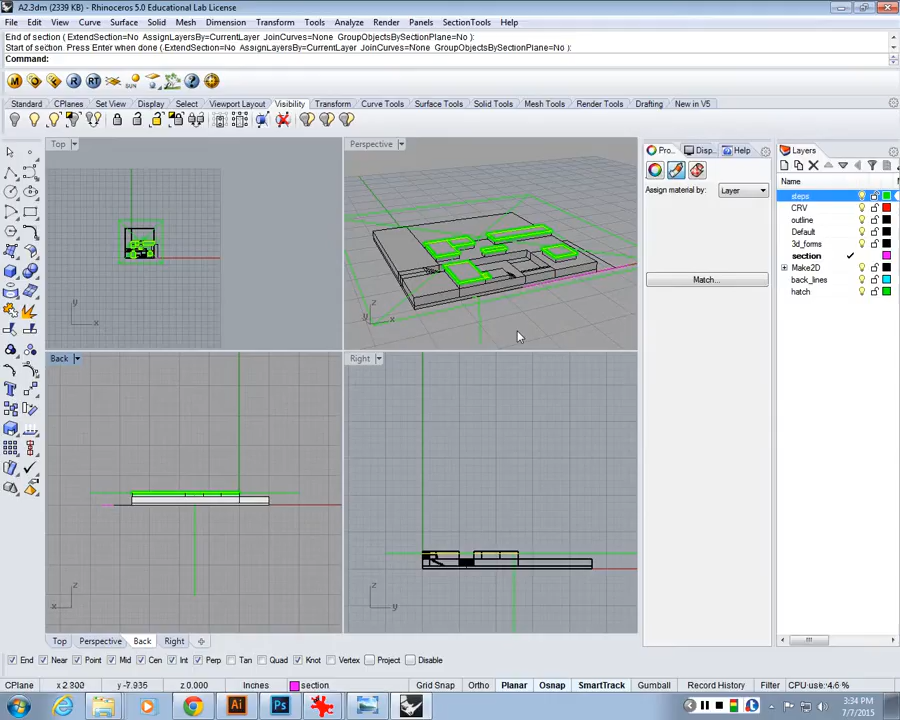 A2.3dm (2339 KB) - Rhinoceros 5.0 Educational Lab License
File Edit View Curve Surface Solid Mesh Dimension Transform Tools Analyze Render Panels SectionTools Help
End of section ( ExtendSection=No AssignLayersBy=CurrentLayer JoinCurves=None GroupObjectsBySectionPlane=No ):
Start of section. Press Enter when done ( ExtendSection=No AssignLayersBy=CurrentLayer JoinCurves=None GroupObjectsBySectionPlane=No ):
Command:
Standard CPlanes Set View Display Select Viewport Layout Visibility Transform Curve Tools Surface Tools Solid Tools Mesh Tools Render Tools Drafting New in V5
Top
Perspective
Pro... Disp... Help
Layers
Assign material by: Layer
Match...
Name
steps
CRV
outline
Default
3d_forms
section
Make2D
back_lines
hatch
y
x
z
y
x
Back
Right
z
x
z
y
Top Perspective Back Right
End Near Point Mid Cen Int Perp Tan Quad Knot Vertex Project Disable
CPlane x 2.300 y -7.935 z 0.000 Inches section Grid Snap Ortho Planar Osnap SmartTrack Gumball Record History Filter CPU use: 4.6 %
Ai Ps
3:34 PM
7/7/2015